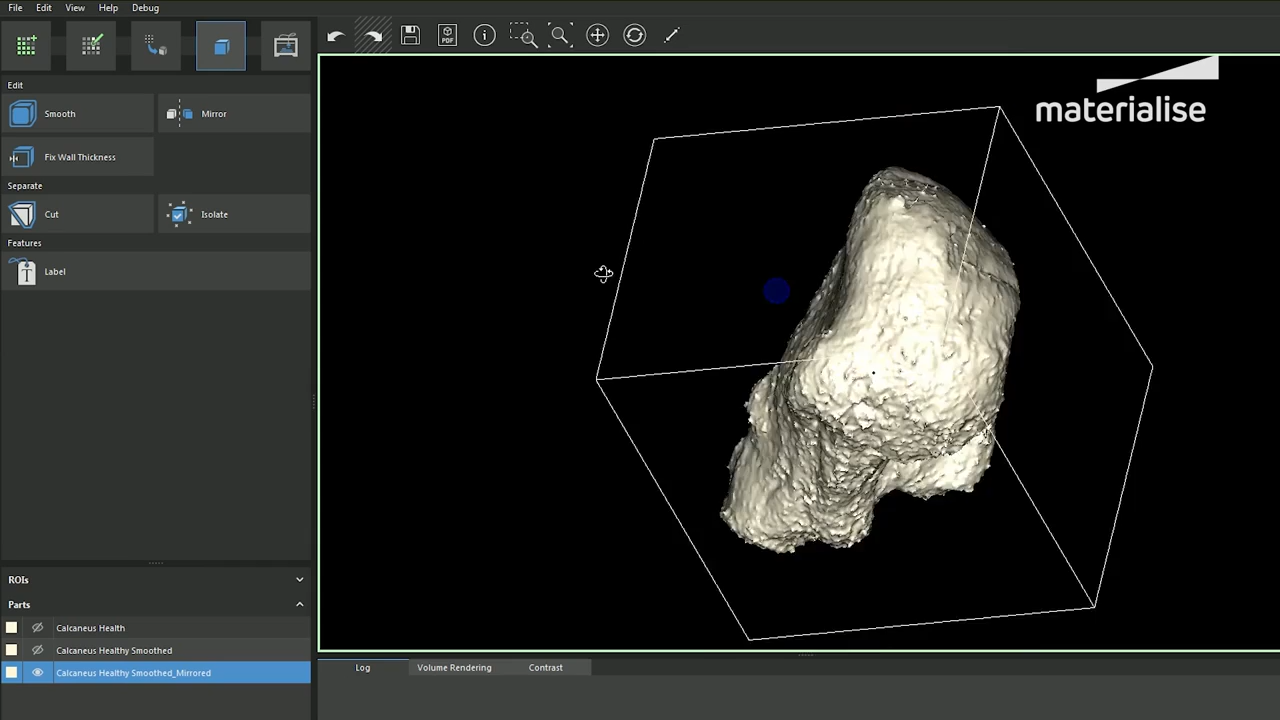 File Edit View Help Debug
PDF
materialise
Edit
Smooth
Mirror
Fix Wall Thickness
Separate
Cut
Isolate
Features
T
Label
ROIs
Parts
Calcaneus Health
Calcaneus Healthy Smoothed
Calcaneus Healthy Smoothed_Mirrored
Log
Volume Rendering
Contrast